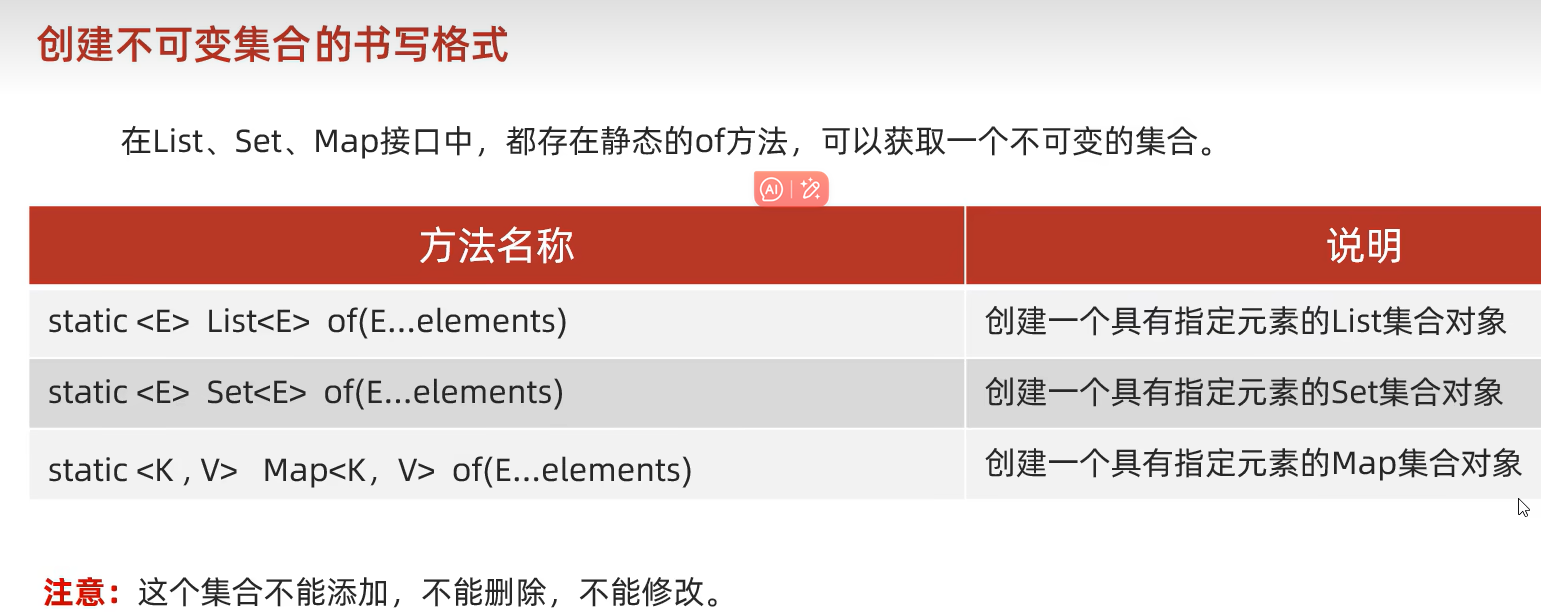 创建不可变集合的书写格式
在List、Set、Map接口中，都存在静态的of方法，可以获取一个不可变的集合。
AI
方法名称 说明
static <E> List<E> of(E...elements) 创建一个具有指定元素的List集合对象
static <E> Set<E> of(E...elements) 创建一个具有指定元素的Set集合对象
static <K , V> Map<K，V> of(E...elements) 创建一个具有指定元素的Map集合对象
注意：这个集合不能添加，不能删除，不能修改。